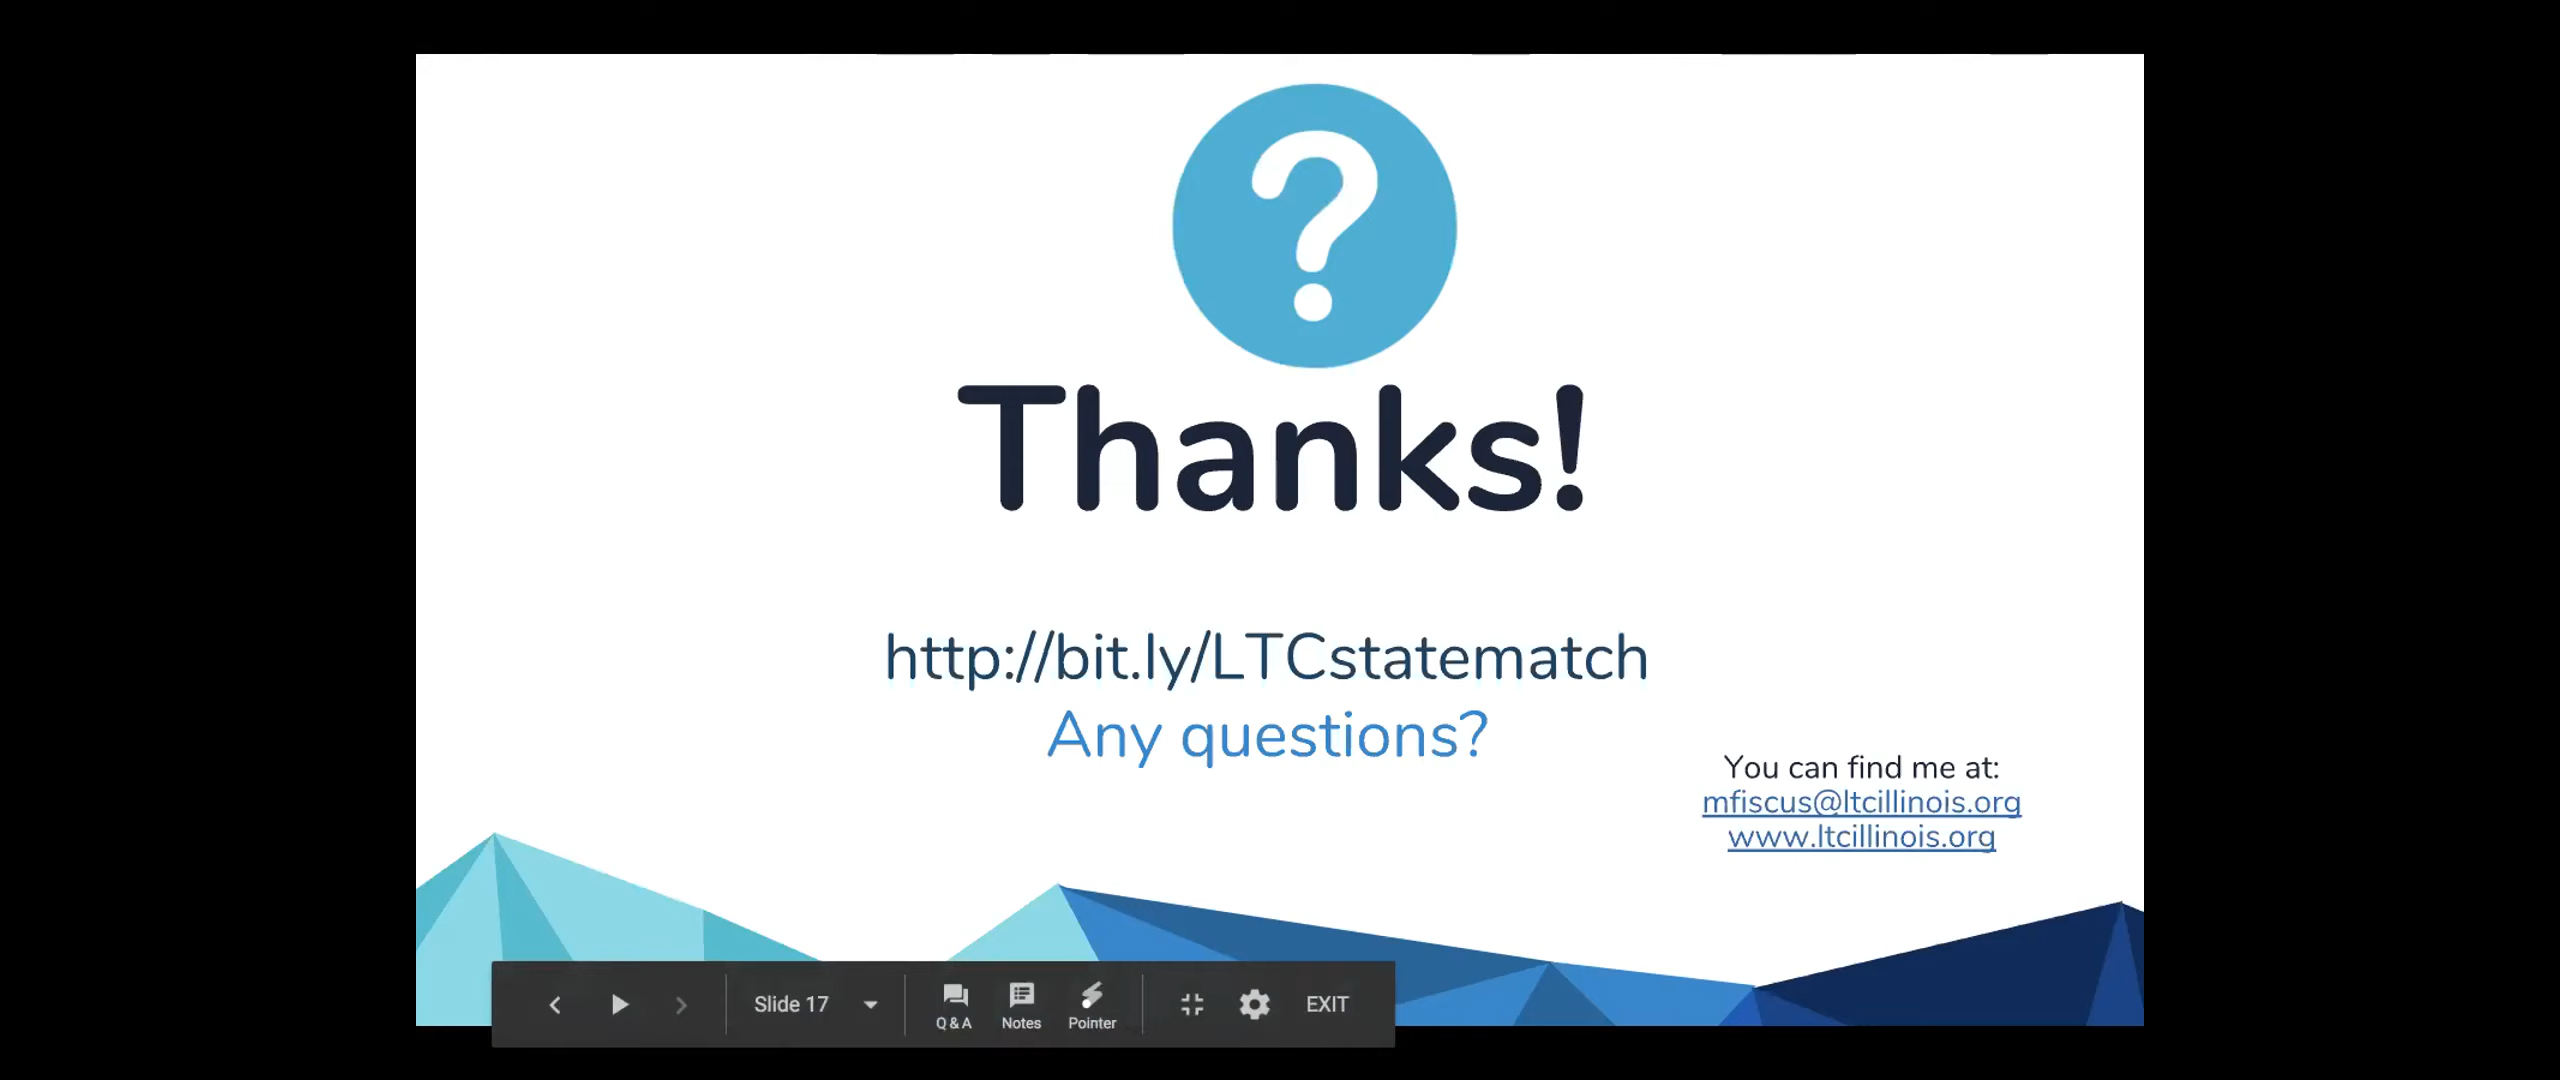 ?
Thanks!
http://bit.ly/LTCstatematch
Any questions?
You can find me at:
mfiscus@ltcillinois.org
www.ltcillinois.org
Slide 17
Q & A
Notes
Pointer
EXIT